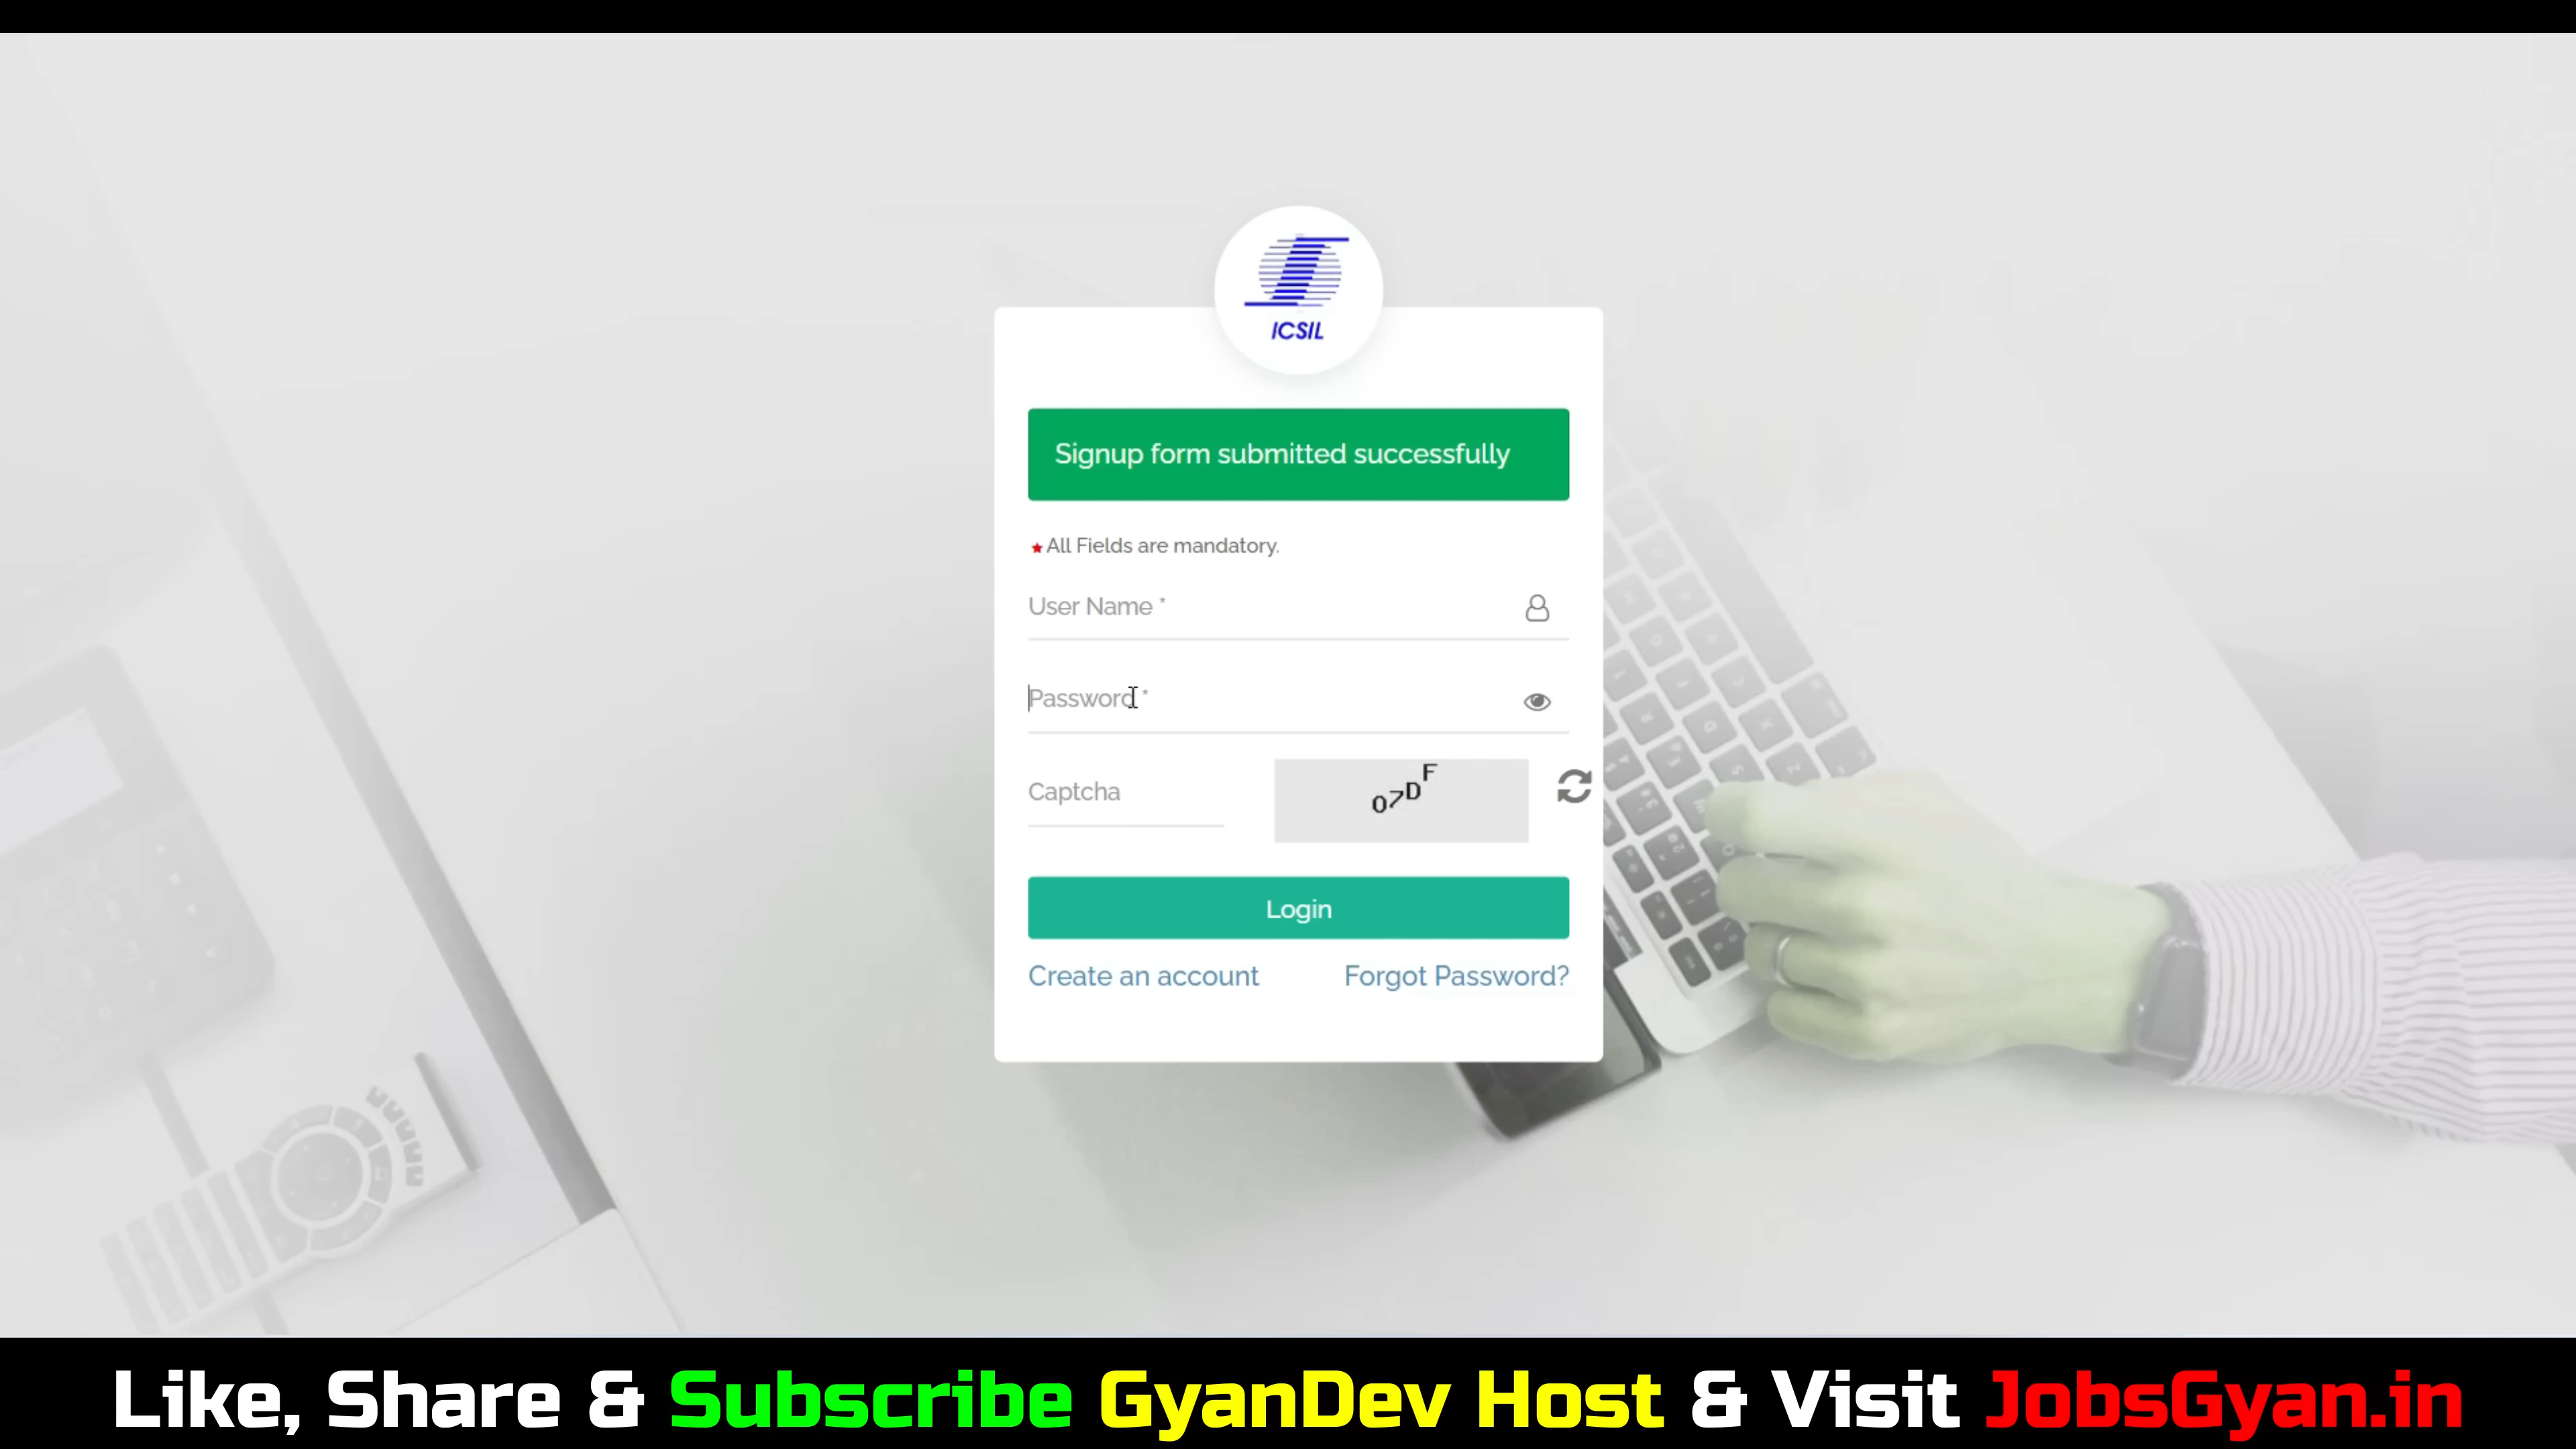 ICSIL
Signup form submitted successfully
★ All Fields are mandatory.
User Name *
Password *
Captcha
07DF
Login
Create an account
Forgot Password?
Like, Share & Subscribe GyanDev Host & Visit JobsGyan.in